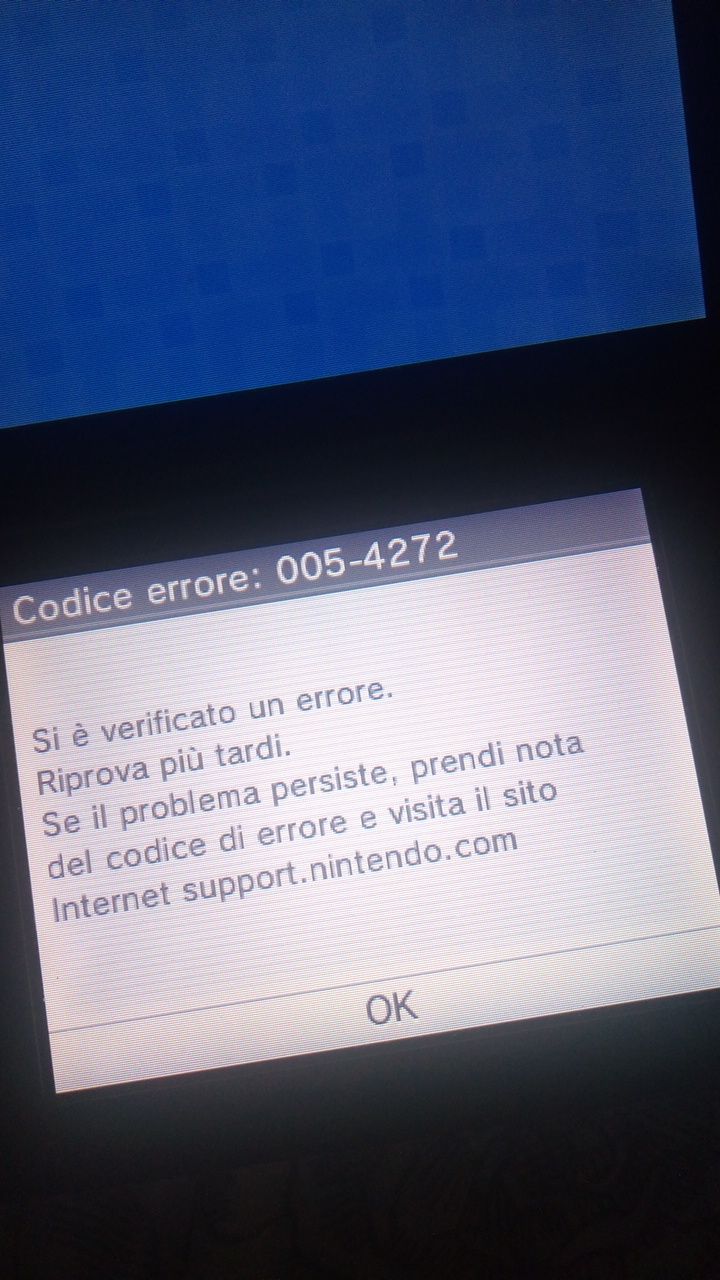 Codice errore: 005-4272
Si è verificato un errore.
Riprova più tardi.
Se il problema persiste, prendi nota
del codice di errore e visita il sito
Internet support.nintendo.com
OK